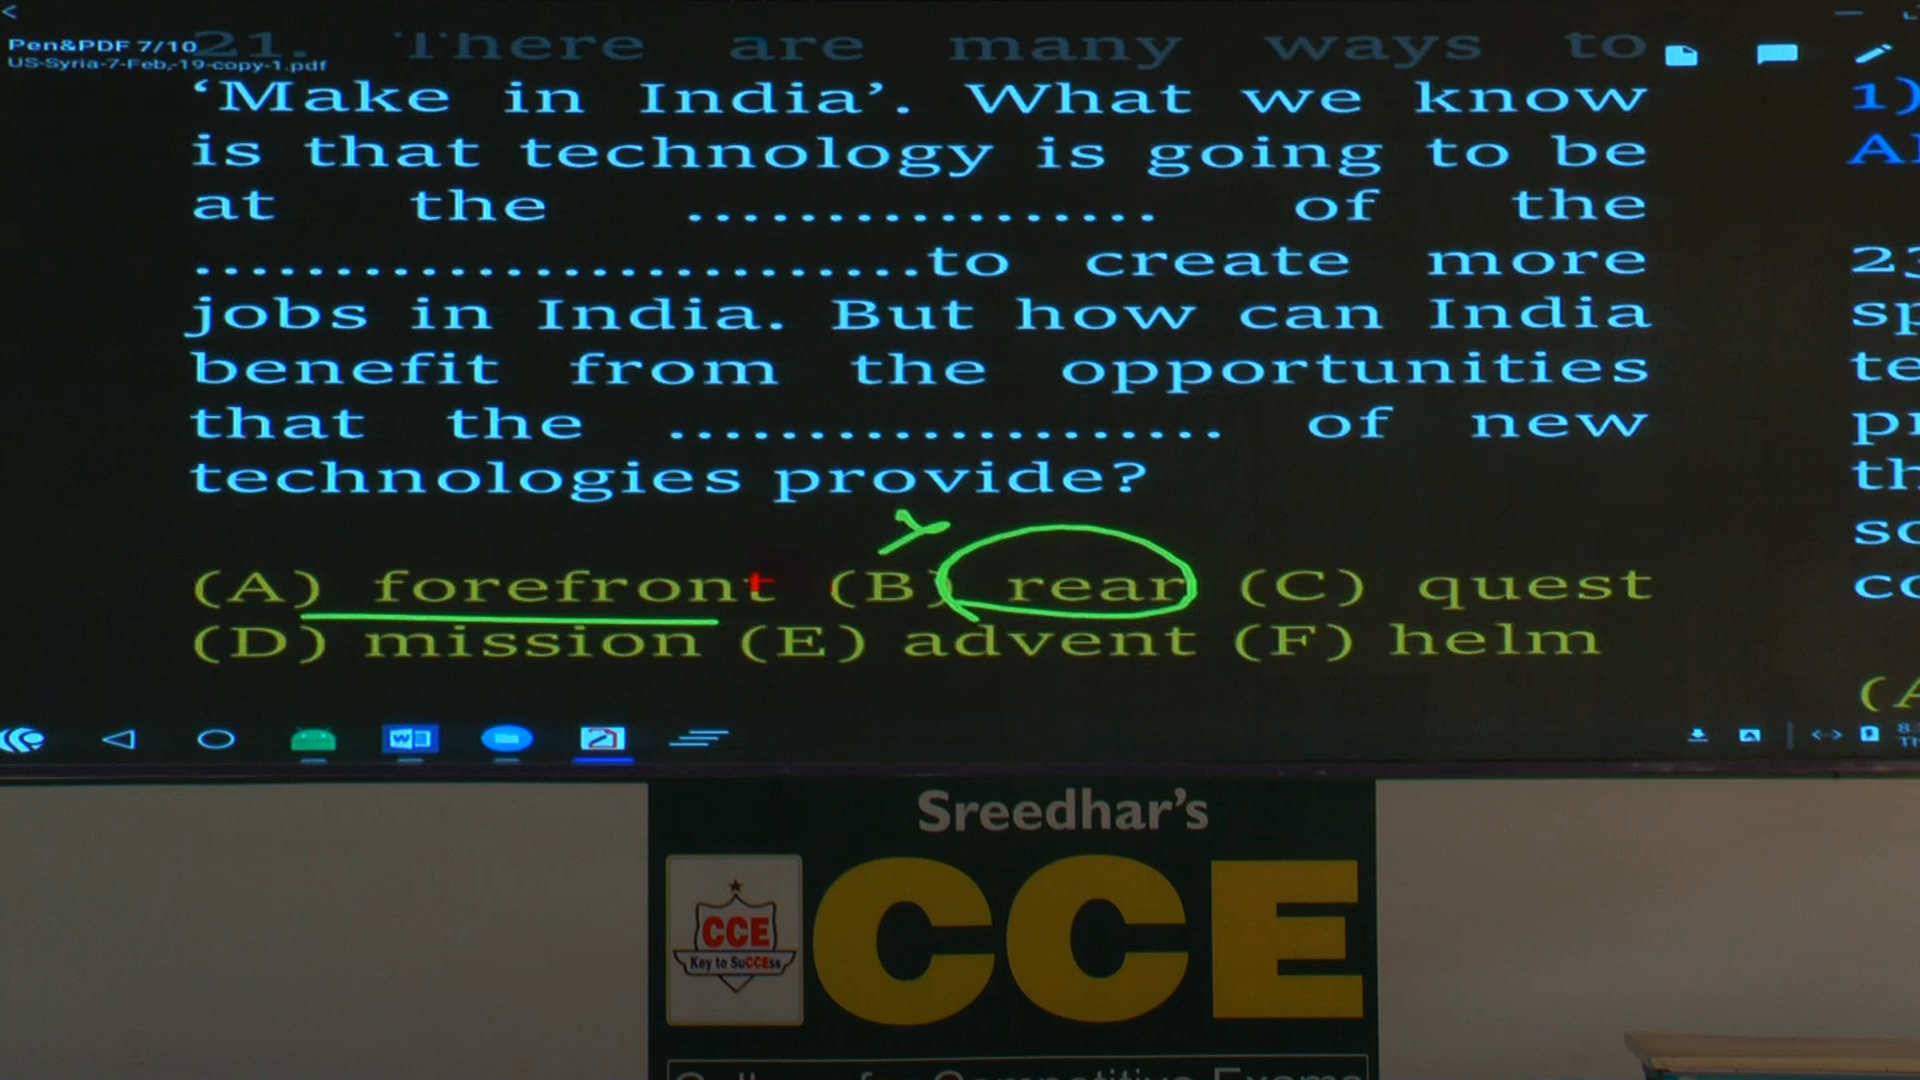 Pen&PDF 7/10
US-Syria-7-Feb,-19-copy-1.pdf
21. There are many ways to
‘Make in India’. What we know
is that technology is going to be
at the ................. of the
..........................to create more
jobs in India. But how can India
benefit from the opportunities
that the .................... of new
technologies provide?
(A) forefront (B) rear (C) quest
(D) mission (E) advent (F) helm
1)
23
Sreedhar’s
CCE
Key to SuCCEss
CCE